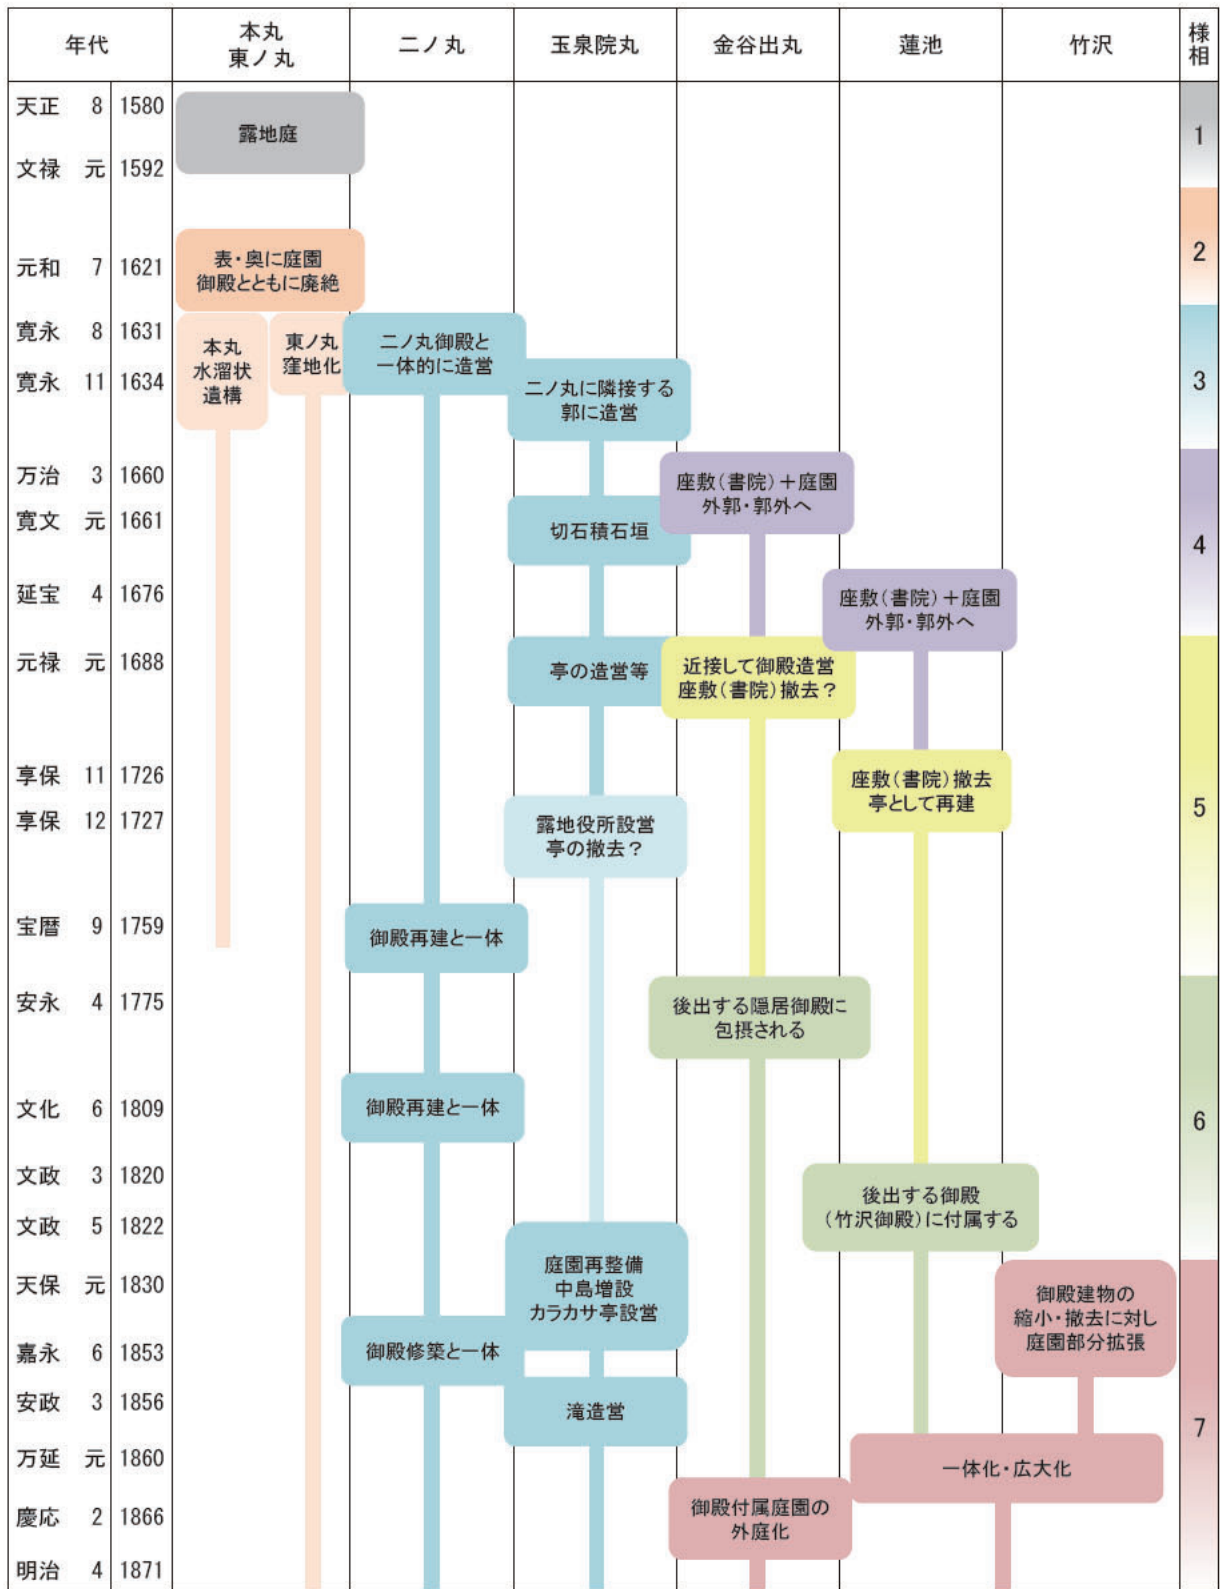 年代
本丸
東ノ丸
二ノ丸
玉泉院丸
金谷出丸
蓮池
竹沢
様相
天正 8 1580
露地庭
1
文禄 元 1592
元和 7 1621
表・奥に庭園
御殿とともに廃絶
2
寛永 8 1631
本丸
水溜状
遺構
東ノ丸
窪地化
二ノ丸御殿と
一体的に造営
寛永 11 1634
二ノ丸に隣接する
郭に造営
3
万治 3 1660
座敷(書院)+庭園
外郭・郭外へ
寛文 元 1661
切石積石垣
4
延宝 4 1676
座敷(書院)+庭園
外郭・郭外へ
元禄 元 1688
亭の造営等
近接して御殿造営
座敷(書院)撤去?
享保 11 1726
座敷(書院)撤去
亭として再建
享保 12 1727
露地役所設営
亭の撤去?
5
宝暦 9 1759
御殿再建と一体
安永 4 1775
後出する隠居御殿に
包摂される
文化 6 1809
御殿再建と一体
6
文政 3 1820
後出する御殿
(竹沢御殿)に付属する
文政 5 1822
庭園再整備
中島増設
カラカサ亭設営
天保 元 1830
御殿建物の
縮小・撤去に対し
庭園部分拡張
嘉永 6 1853
御殿修築と一体
安政 3 1856
滝造営
7
万延 元 1860
一体化・広大化
慶応 2 1866
御殿付属庭園の
外庭化
明治 4 1871